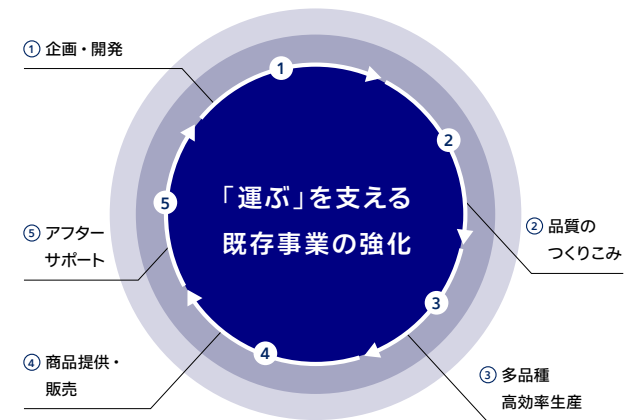 ① 企画・開発
1
2
「運ぶ」を支える
既存事業の強化
5
② 品質の
つくりこみ
⑤ アフター
サポート
3
4
④ 商品提供・
販売
③ 多品種
高効率生産